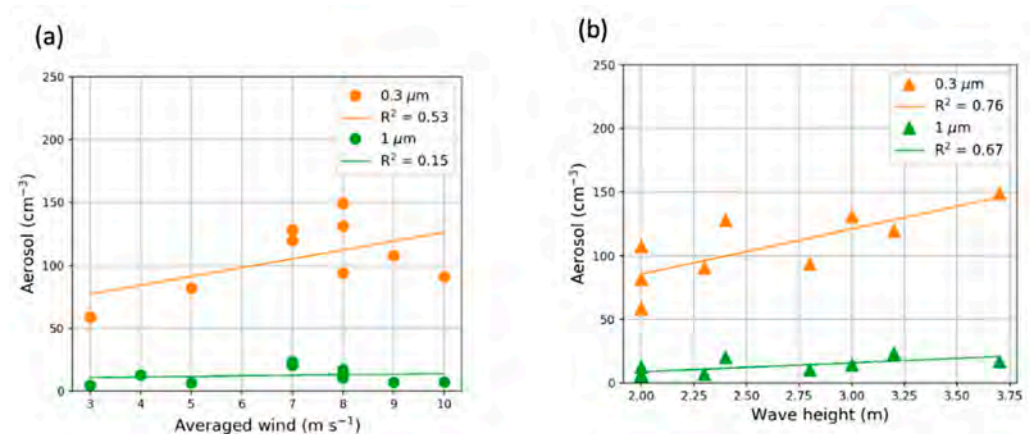 (a)
250
200
150
100
50
0
Aerosol (cm⁻³)
0.3 μm
R² = 0.53
1 μm
R² = 0.15
3 4 5 6 7 8 9 10
Averaged wind (m s⁻¹)
(b)
250
200
150
100
50
0
Aerosol (cm⁻³)
0.3 μm
R² = 0.76
1 μm
R² = 0.67
2.00 2.25 2.50 2.75 3.00 3.25 3.50 3.75
Wave height (m)